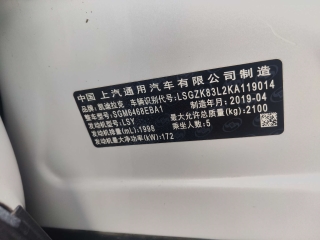 中国 上汽通用汽车有限公司 制造
品牌：凯迪拉克 车辆识别代号：LSGZK83L2KA119014
整车型号：SGM6468EBA1 制造年月：2019-04
发动机型号：LSY 最大允许总质量(kg)：2100
发动机排量(mL)：1998 乘坐人数：5
发动机最大净功率(kW)：172